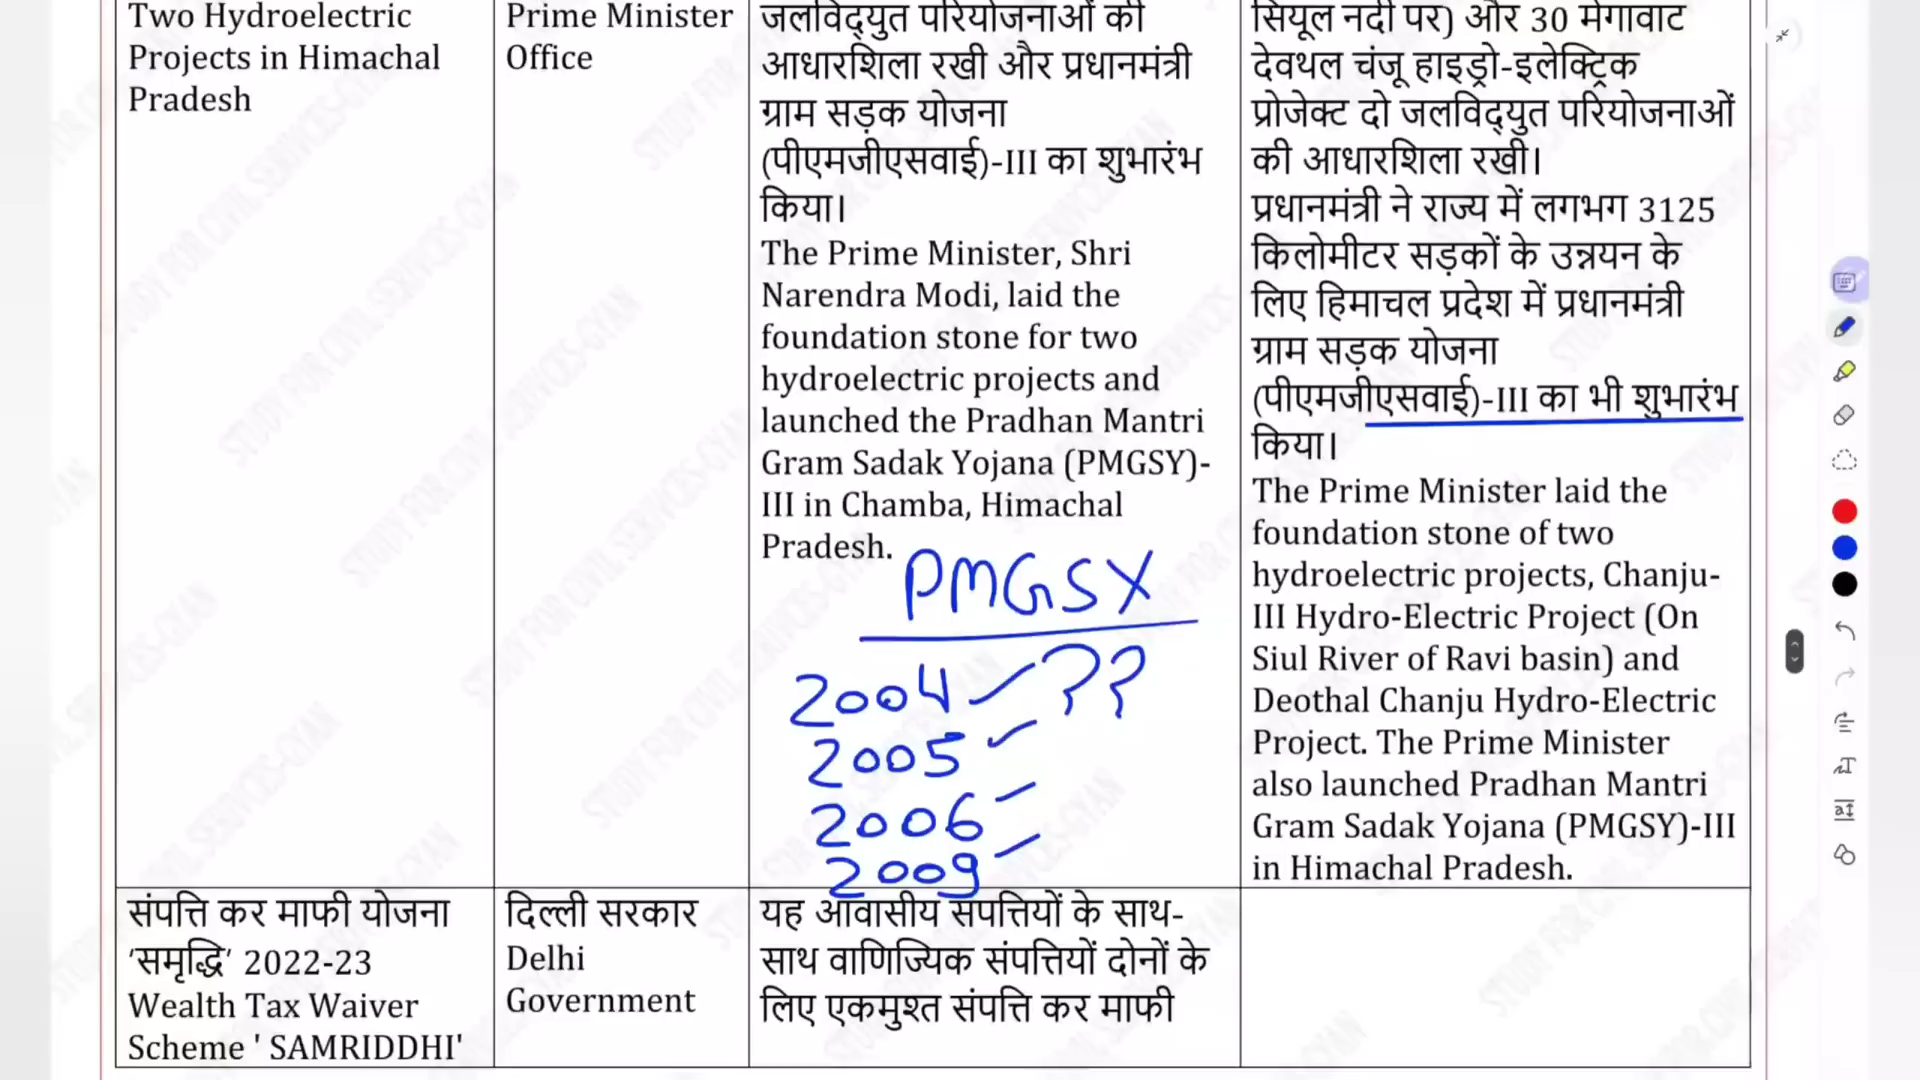 Two Hydroelectric
Projects in Himachal
Pradesh
Prime Minister
Office
जलविद्युत परियोजनाओं की
आधारशिला रखी और प्रधानमंत्री
ग्राम सड़क योजना
(पीएमजीएसवाई)-III का शुभारंभ
किया।
The Prime Minister, Shri
Narendra Modi, laid the
foundation stone for two
hydroelectric projects and
launched the Pradhan Mantri
Gram Sadak Yojana (PMGSY)-
III in Chamba, Himachal
Pradesh.
PMGSY
2004 ??
2005
2006
2009
सियूल नदी पर) और 30 मेगावाट
देवथल चंजू हाइड्रो-इलेक्ट्रिक
प्रोजेक्ट दो जलविद्युत परियोजनाओं
की आधारशिला रखी।
प्रधानमंत्री ने राज्य में लगभग 3125
किलोमीटर सड़कों के उन्नयन के
लिए हिमाचल प्रदेश में प्रधानमंत्री
ग्राम सड़क योजना
(पीएमजीएसवाई)-III का भी शुभारंभ
किया।
The Prime Minister laid the
foundation stone of two
hydroelectric projects, Chanju-
III Hydro-Electric Project (On
Siul River of Ravi basin) and
Deothal Chanju Hydro-Electric
Project. The Prime Minister
also launched Pradhan Mantri
Gram Sadak Yojana (PMGSY)-III
in Himachal Pradesh.
संपत्ति कर माफी योजना
‘समृद्धि’ 2022-23
Wealth Tax Waiver
Scheme ' SAMRIDDHI'
दिल्ली सरकार
Delhi
Government
यह आवासीय संपत्तियों के साथ-
साथ वाणिज्यिक संपत्तियों दोनों के
लिए एकमुश्त संपत्ति कर माफी
STUDY FOR CIVIL SERIVCES-GYAN